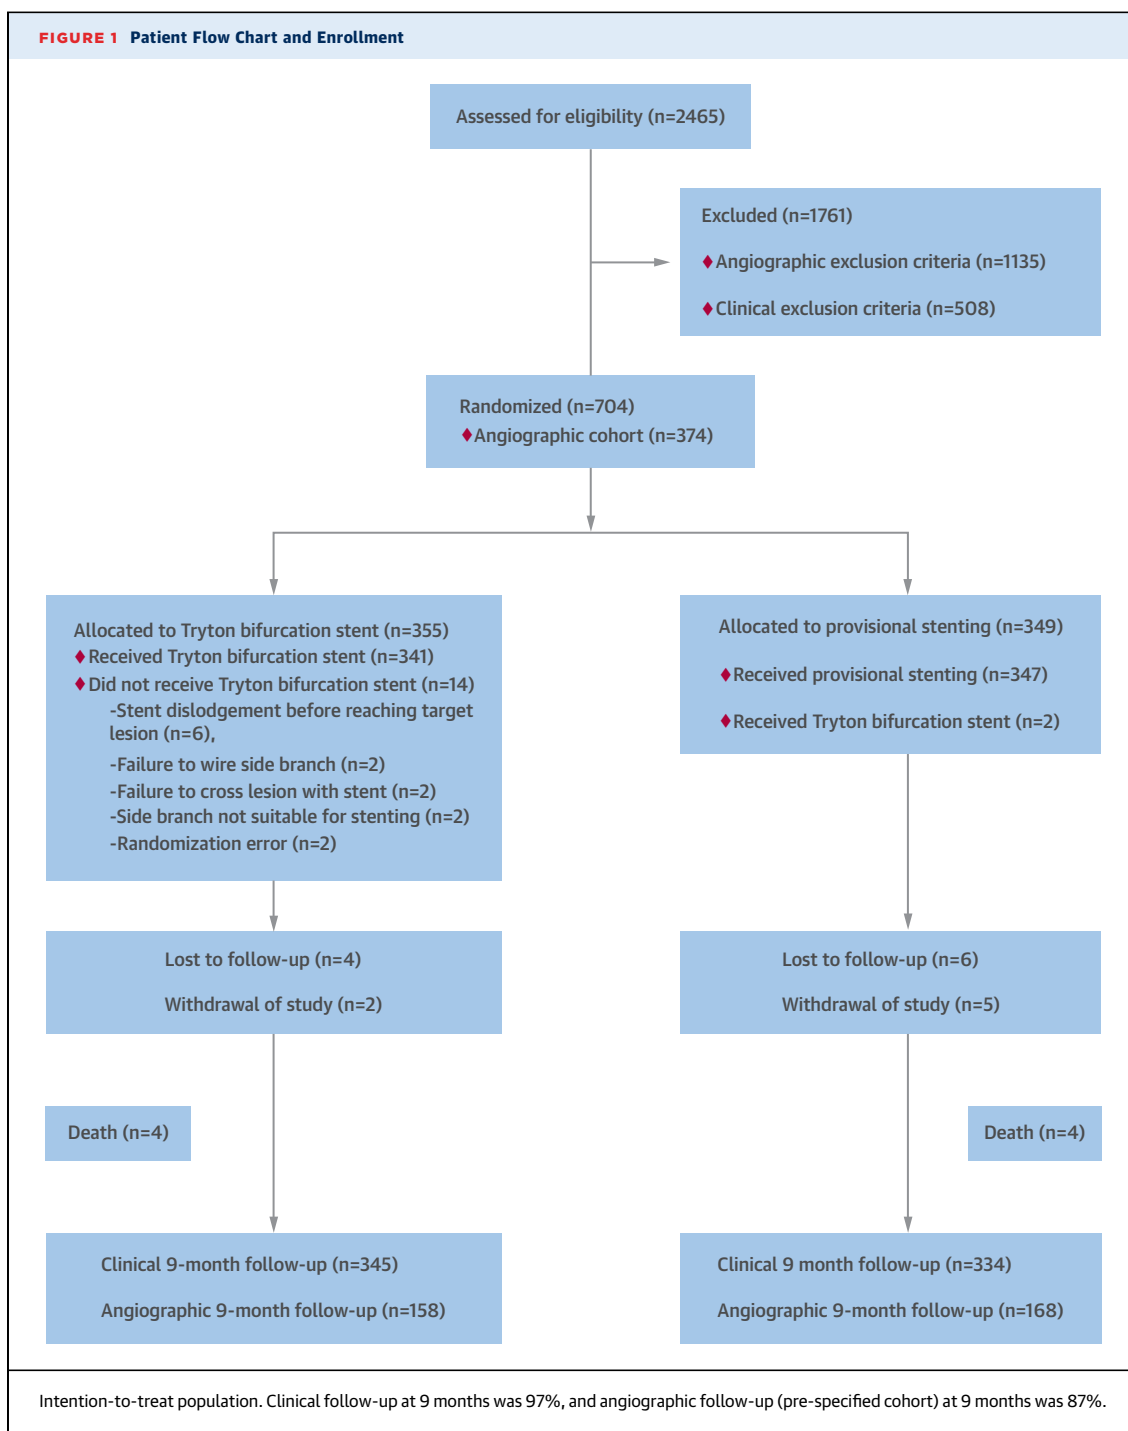 FIGURE 1 Patient Flow Chart and Enrollment
Assessed for eligibility (n=2465)
Excluded (n=1761)
♦Angiographic exclusion criteria (n=1135)
♦Clinical exclusion criteria (n=508)
Randomized (n=704)
♦Angiographic cohort (n=374)
Allocated to Tryton bifurcation stent (n=355)
♦Received Tryton bifurcation stent (n=341)
♦Did not receive Tryton bifurcation stent (n=14)
-Stent dislodgement before reaching target
lesion (n=6),
-Failure to wire side branch (n=2)
-Failure to cross lesion with stent (n=2)
-Side branch not suitable for stenting (n=2)
-Randomization error (n=2)
Allocated to provisional stenting (n=349)
♦Received provisional stenting (n=347)
♦Received Tryton bifurcation stent (n=2)
Lost to follow-up (n=4)
Withdrawal of study (n=2)
Lost to follow-up (n=6)
Withdrawal of study (n=5)
Death (n=4)
Death (n=4)
Clinical 9-month follow-up (n=345)
Angiographic 9-month follow-up (n=158)
Clinical 9 month follow-up (n=334)
Angiographic 9-month follow-up (n=168)
Intention-to-treat population. Clinical follow-up at 9 months was 97%, and angiographic follow-up (pre-specified cohort) at 9 months was 87%.